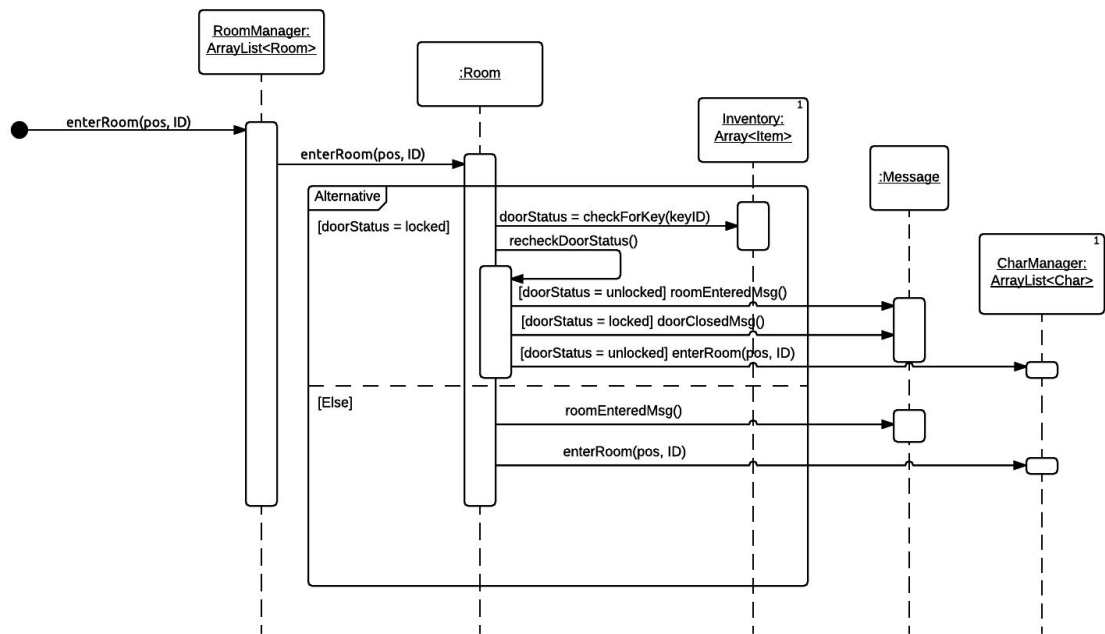 RoomManager:
ArrayList<Room>
:Room
1
Inventory:
Array<Item>
:Message
1
CharManager:
ArrayList<Char>
enterRoom(pos, ID)
enterRoom(pos, ID)
Alternative
[doorStatus = locked]
doorStatus = checkForKey(keyID)
recheckDoorStatus()
[doorStatus = unlocked] roomEnteredMsg()
[doorStatus = locked] doorClosedMsg()
[doorStatus = unlocked] enterRoom(pos, ID)
[Else]
roomEnteredMsg()
enterRoom(pos, ID)